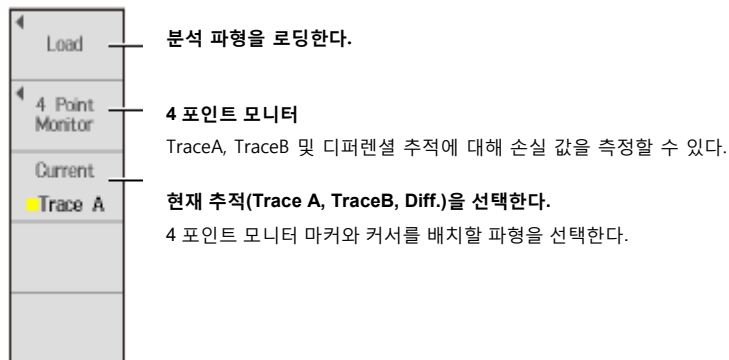 Load
분석 파형을 로딩한다.
4 Point
Monitor
4 포인트 모니터
TraceA, TraceB 및 디퍼렌셜 추적에 대해 손실 값을 측정할 수 있다.
Current
Trace A
현재 추적(Trace A, TraceB, Diff.)을 선택한다.
4 포인트 모니터 마커와 커서를 배치할 파형을 선택한다.